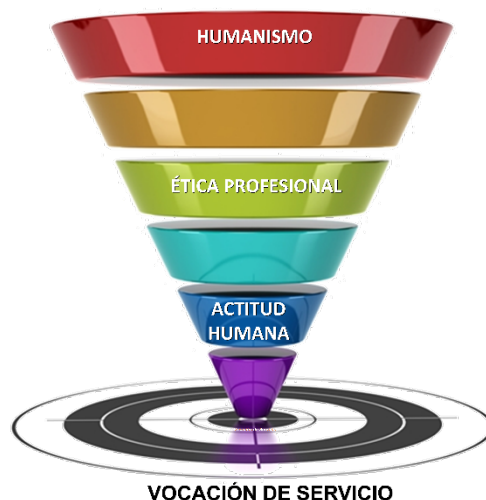 HUMANISMO
ÉTICA PROFESIONAL
ACTITUD
HUMANA
VOCACIÓN DE SERVICIO